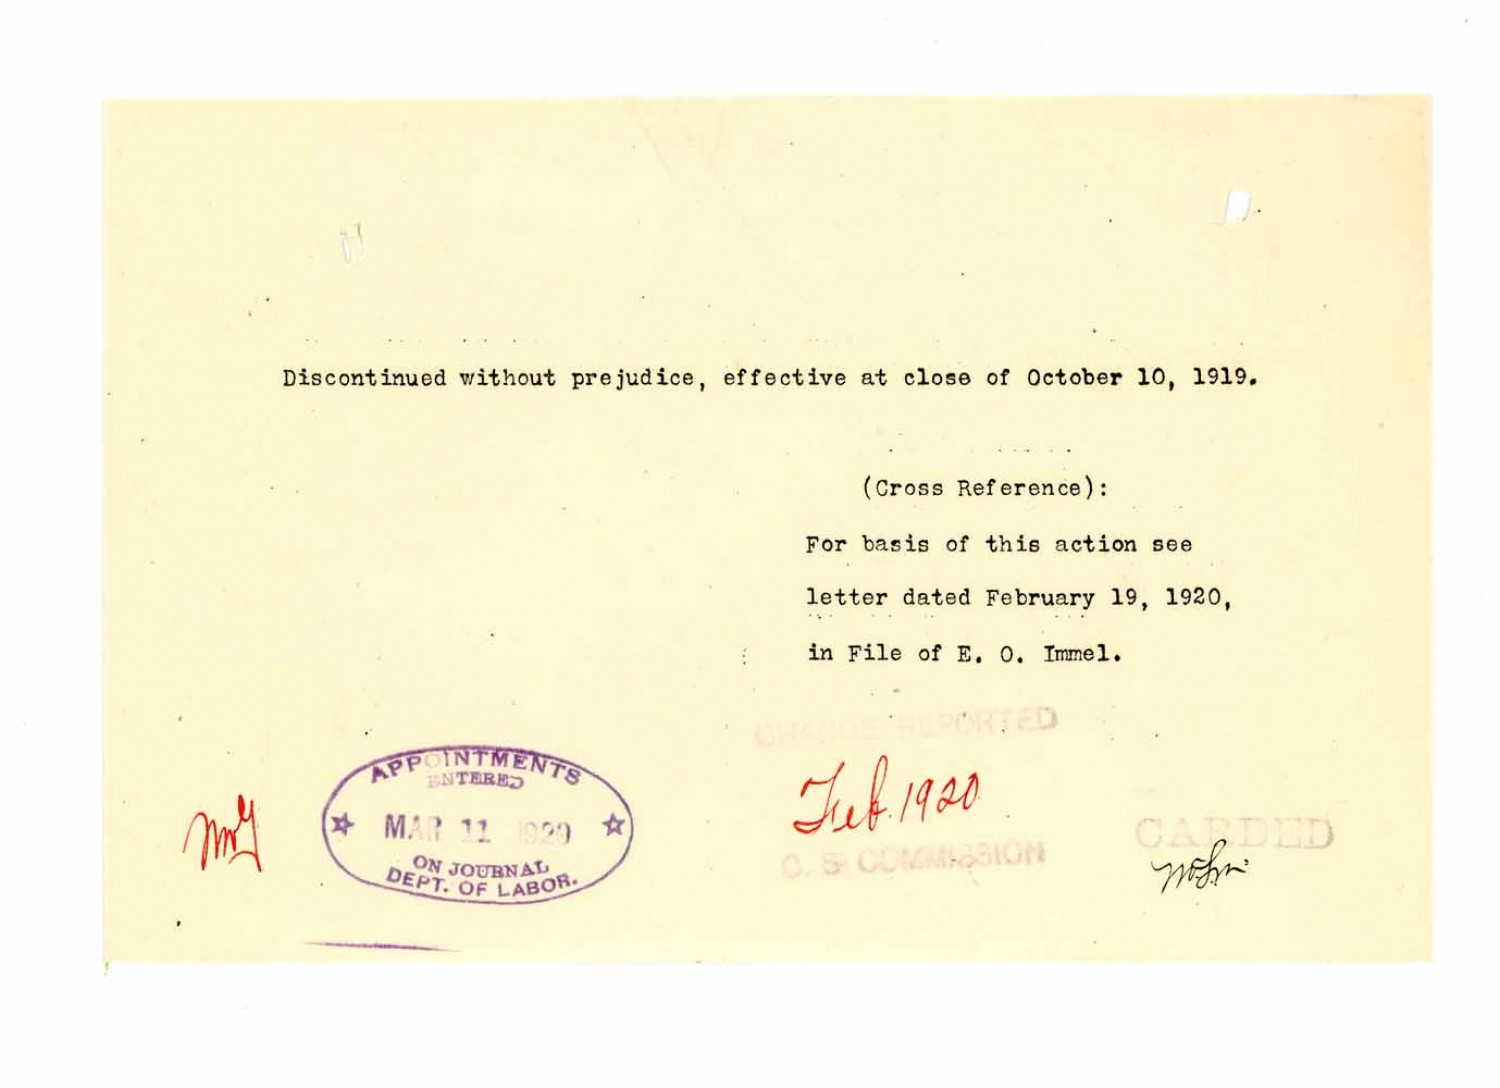 Discontinued without prejudice, effective at close of October 10, 1919.
(Cross Reference):
For basis of this action see
letter dated February 19, 1920,
in File of E. O. Immel.
CHANGE REPORTED
Feb. 1920
C. S. COMMISSION
APPOINTMENTS
ENTERED
MAR 11 1920
ON JOURNAL
DEPT. OF LABOR.
CARDED